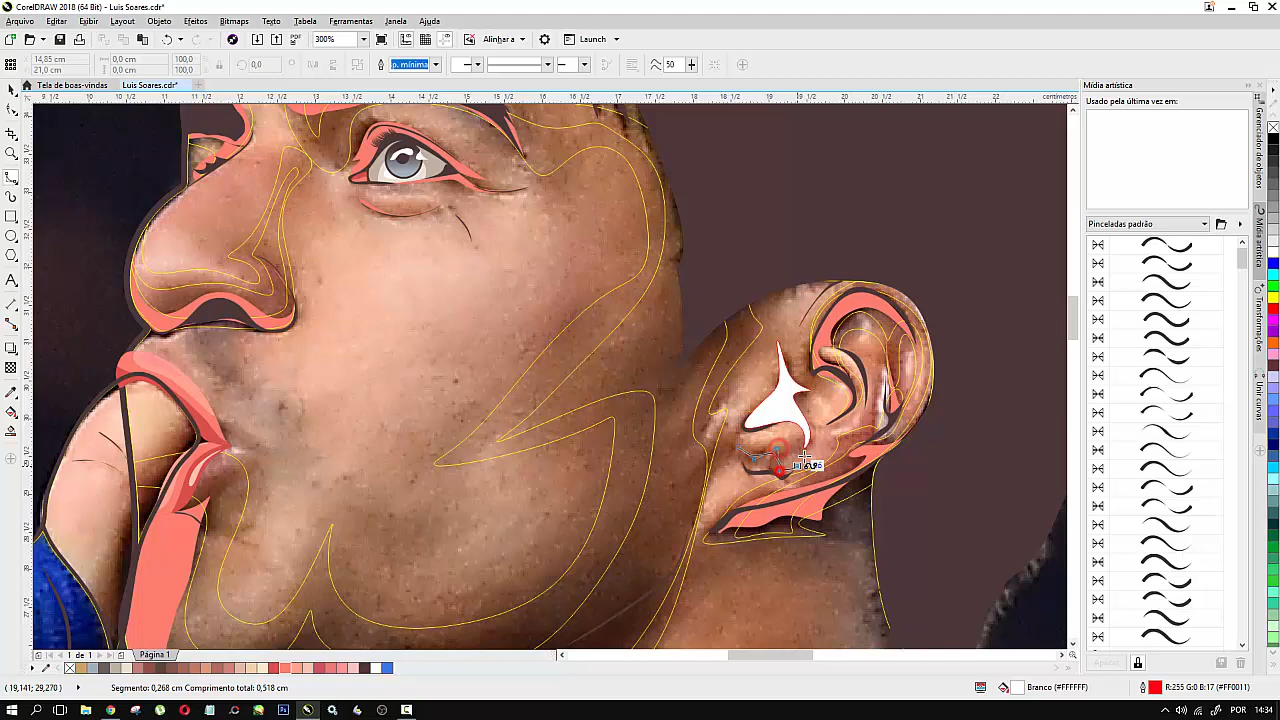 CorelDRAW 2018 (64 Bit) - Luis Soares.cdr*
Arquivo Editar Exibir Layout Objeto Efeitos Bitmaps Texto Tabela Ferramentas Janela Ajuda
PDF 300% Alinhar a Launch
14,85 cm 0,0 cm 100,0 0,0 p. mínima 50
21,0 cm 0,0 cm 100,0
Tela de boas-vindas Luis Soares.cdr*
centímetros
Mídia artística
Usado pela última vez em:
Pinceladas padrão
Gerenciador de objetos
Mídia artística
Transformações
Unir curvas
Aplicar
1 de 1 Página 1
(19,141; 29,270) Segmento: 0,268 cm Comprimento total: 0,518 cm Branco (#FFFFFF) R:255 G:0 B:17 (#FF0011)
POR 14:34